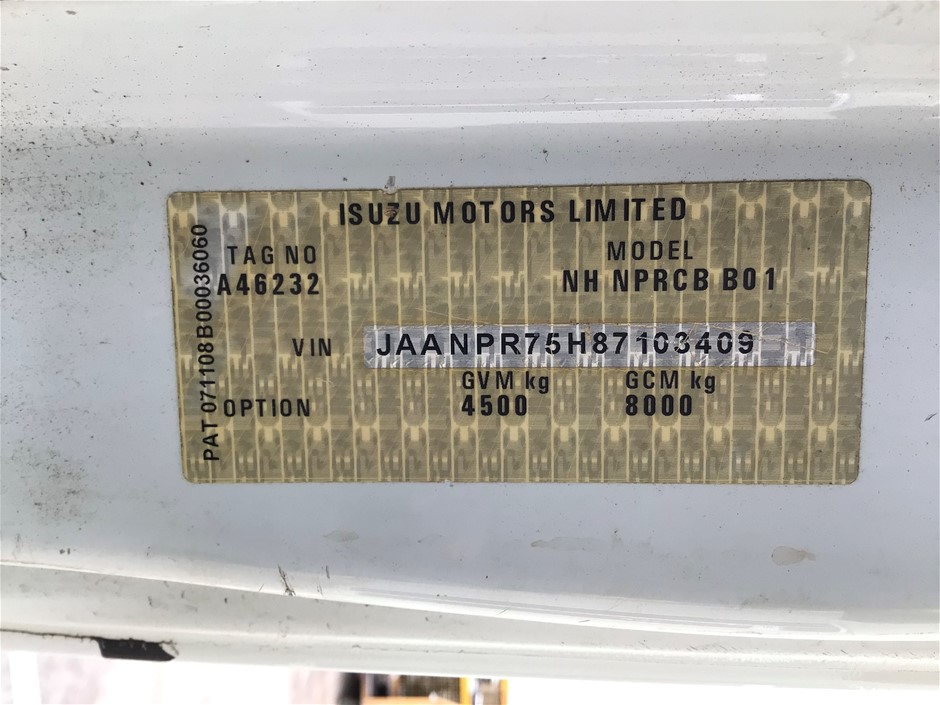 ISUZU MOTORS LIMITED
TAG NO MODEL
A46232 NH NPRCB B01
VIN JAANPR75H87103409
GVM kg GCM kg
OPTION 4500 8000
PAT 071108B00036060